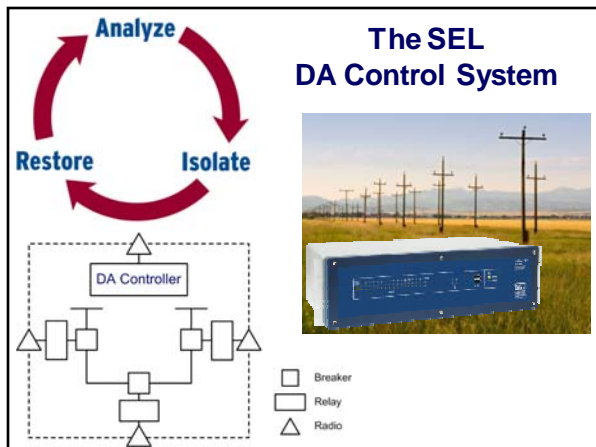 The SEL
DA Control System
Analyze
Restore
Isolate
DA Controller
Breaker
Relay
Radio